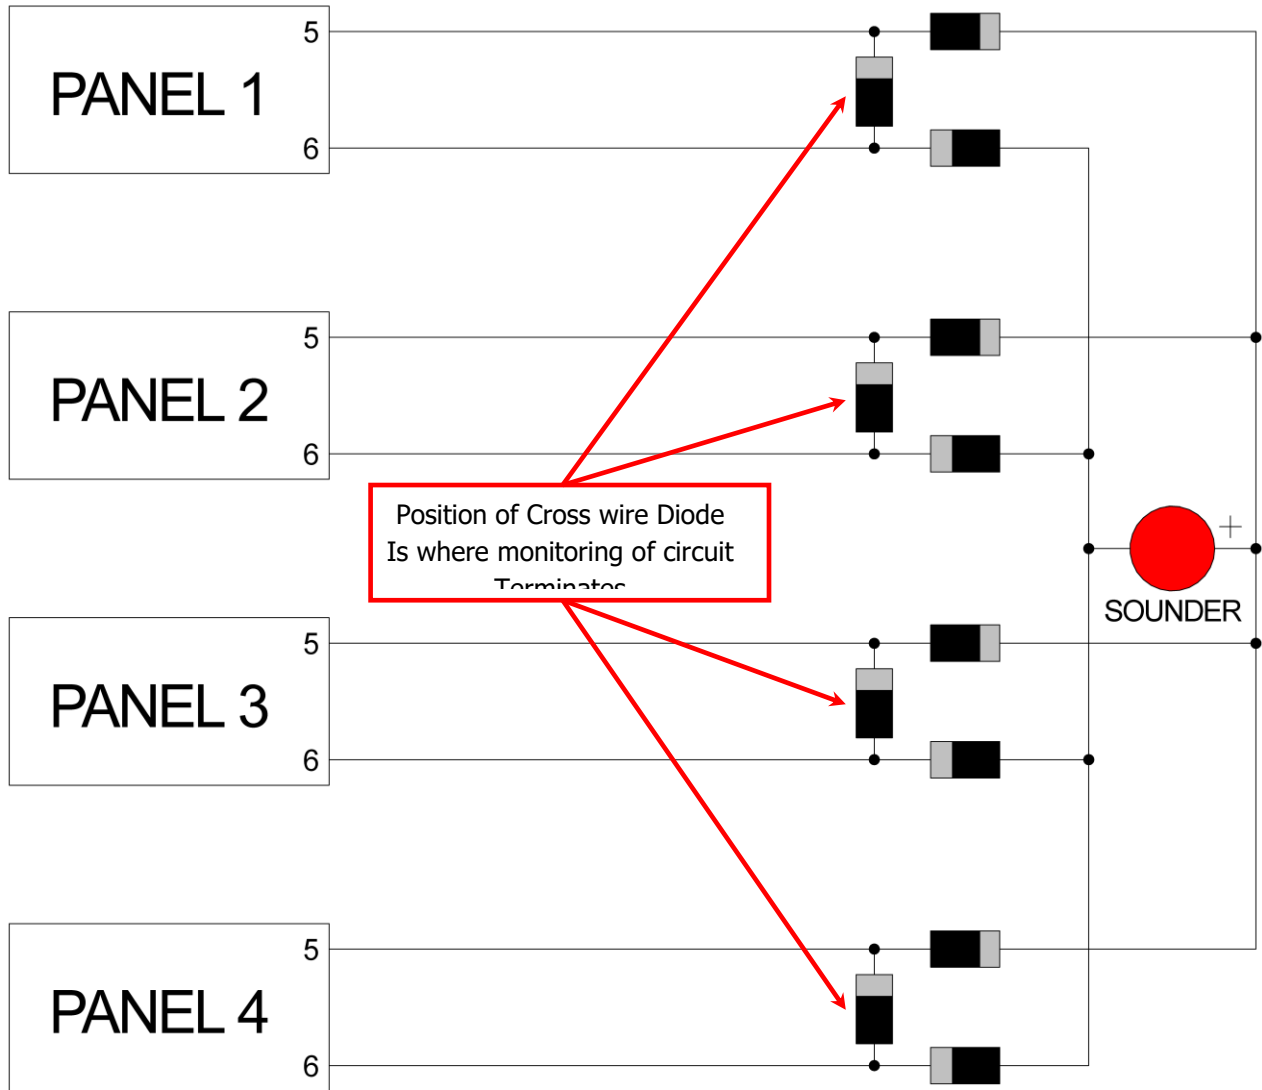 5
PANEL 1
6
5
PANEL 2
6
Position of Cross wire Diode
Is where monitoring of circuit
Terminates
+
SOUNDER
5
PANEL 3
6
5
PANEL 4
6